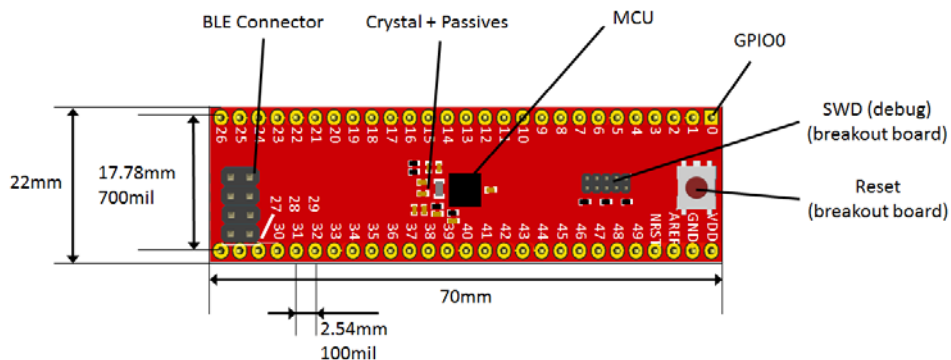 BLE Connector
Crystal + Passives
MCU
GPIO0
SWD (debug)
(breakout board)
Reset
(breakout board)
22mm
17.78mm
700mil
26 25 24 23 22 21 20 19 18 17 16 15 14 13 12 11 10 9 8 7 6 5 4 3 2 1 0
27 28 29
30 31 32 33 34 35 36 37 38 39 40 41 42 43 44 45 46 47 48 49 NRST AREF GND VDD
70mm
2.54mm
100mil